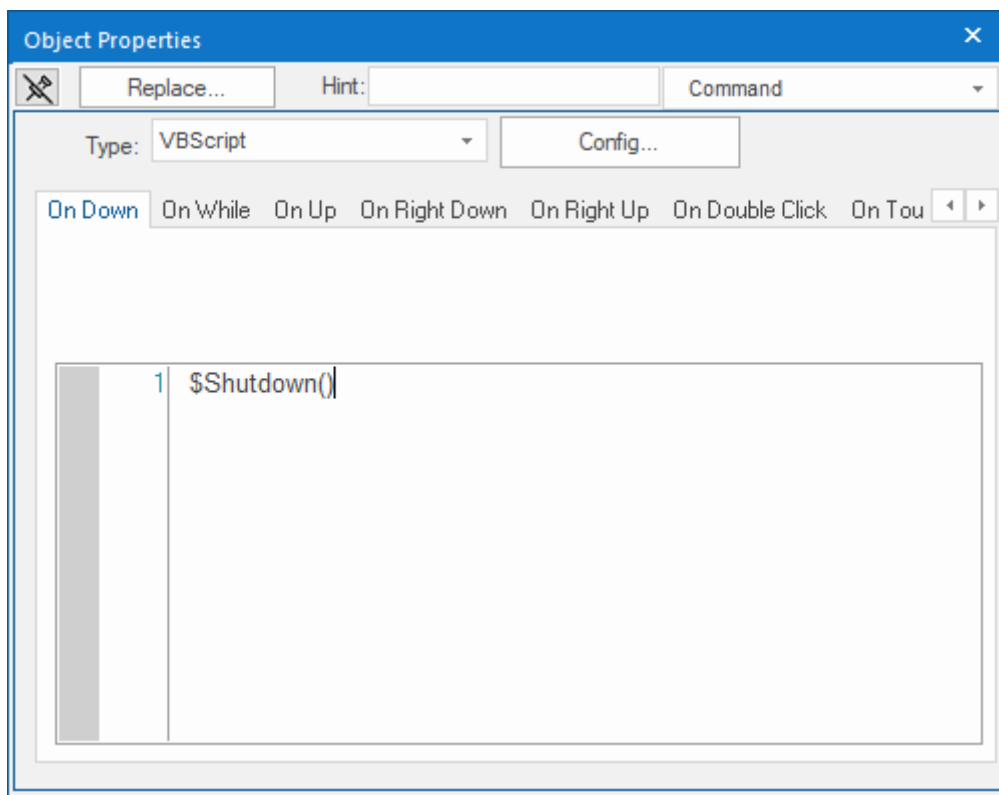 Object Properties
Replace... Hint: Command
Type: VBScript Config...
On Down On While On Up On Right Down On Right Up On Double Click On Tou
1 $Shutdown()